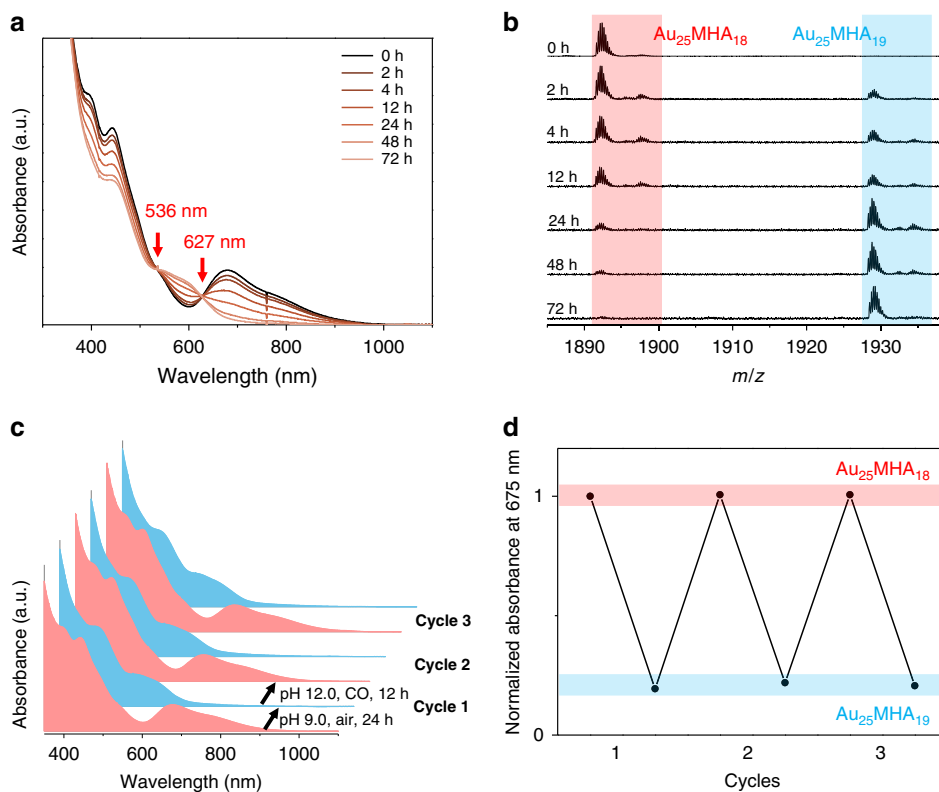 a
Absorbance (a.u.)
0 h
2 h
4 h
12 h
24 h
48 h
72 h
536 nm
627 nm
400 600 800 1000
Wavelength (nm)
b
Au₂₅MHA₁₈ Au₂₅MHA₁₉
0 h
2 h
4 h
12 h
24 h
48 h
72 h
1890 1900 1910 1920 1930
m/z
c
Absorbance (a.u.)
Cycle 3
Cycle 2
pH 12.0, CO, 12 h
Cycle 1
pH 9.0, air, 24 h
400 600 800 1000
Wavelength (nm)
d
Normalized absorbance at 675 nm
Au₂₅MHA₁₈
1
Au₂₅MHA₁₉
0
1 2 3
Cycles